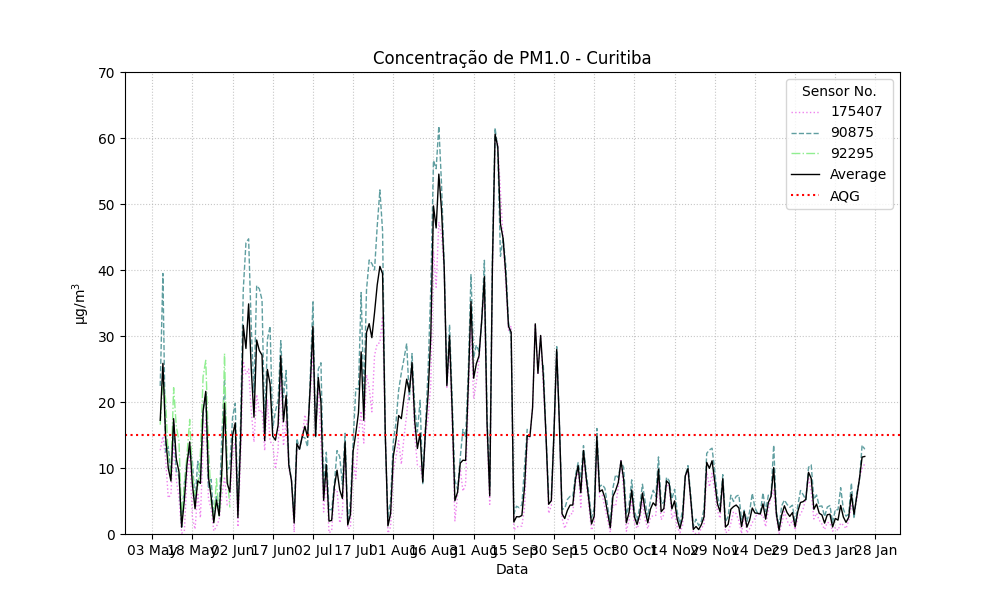 Concentração de PM1.0 - Curitiba
70
60
50
40
30
20
10
0
µg/m³
Sensor No.
175407
90875
92295
Average
AQG
03 May 18 May 02 Jun 17 Jun 02 Jul 17 Jul 01 Aug 16 Aug 31 Aug 15 Sep 30 Sep 15 Oct 30 Oct 14 Nov 29 Nov 14 Dec 29 Dec 13 Jan 28 Jan
Data